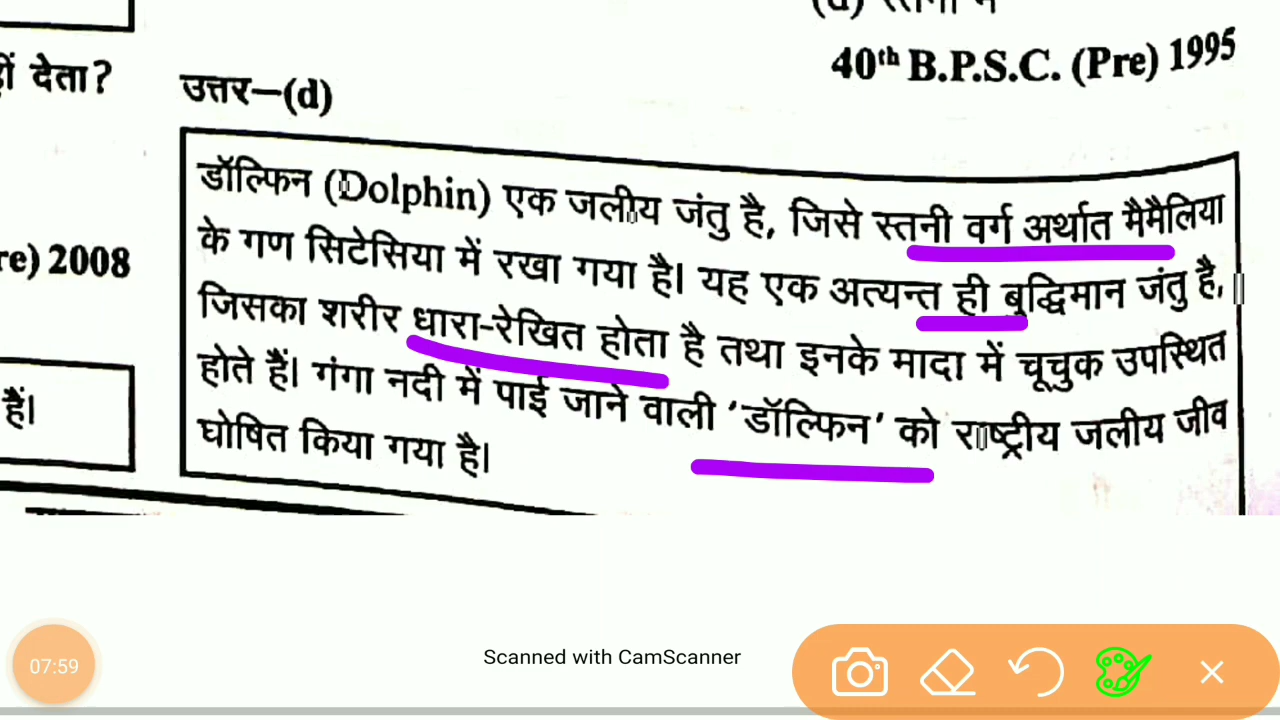 (d) स्तनी में
40th B.P.S.C. (Pre) 1995
देता?
उत्तर–(d)
डॉल्फिन (Dolphin) एक जलीय जंतु है, जिसे स्तनी वर्ग अर्थात मैमैलिया
के गण सिटेसिया में रखा गया है। यह एक अत्यन्त ही बुद्धिमान जंतु है,
जिसका शरीर धारा-रेखित होता है तथा इनके मादा में चूचुक उपस्थित
होते हैं। गंगा नदी में पाई जाने वाली ‘डॉल्फिन’ को राष्ट्रीय जलीय जीव
घोषित किया गया है।
re) 2008
हैं।
Scanned with CamScanner
07:59